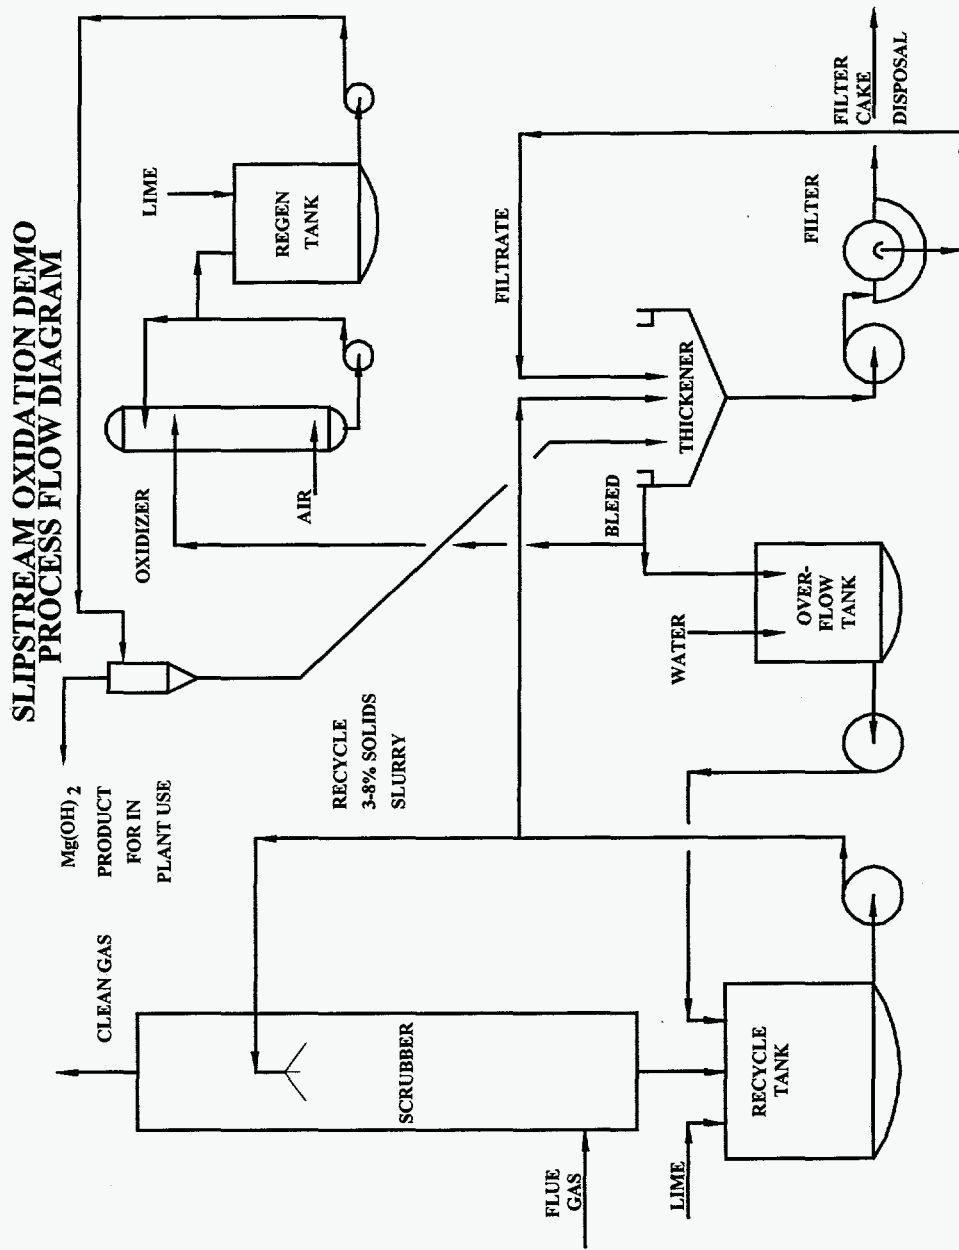 SLIPSTREAM OXIDATION DEMO
PROCESS FLOW DIAGRAM
Mg(OH) 2
PRODUCT
FOR IN
PLANT USE
CLEAN GAS
OXIDIZER
AIR
LIME
REGEN
TANK
RECYCLE
3-8% SOLIDS
SLURRY
SCRUBBER
FLUE
GAS
LIME
RECYCLE
TANK
WATER
OVER-
FLOW
TANK
BLEED
THICKENER
FILTRATE
FILTER
FILTER
CAKE
DISPOSAL